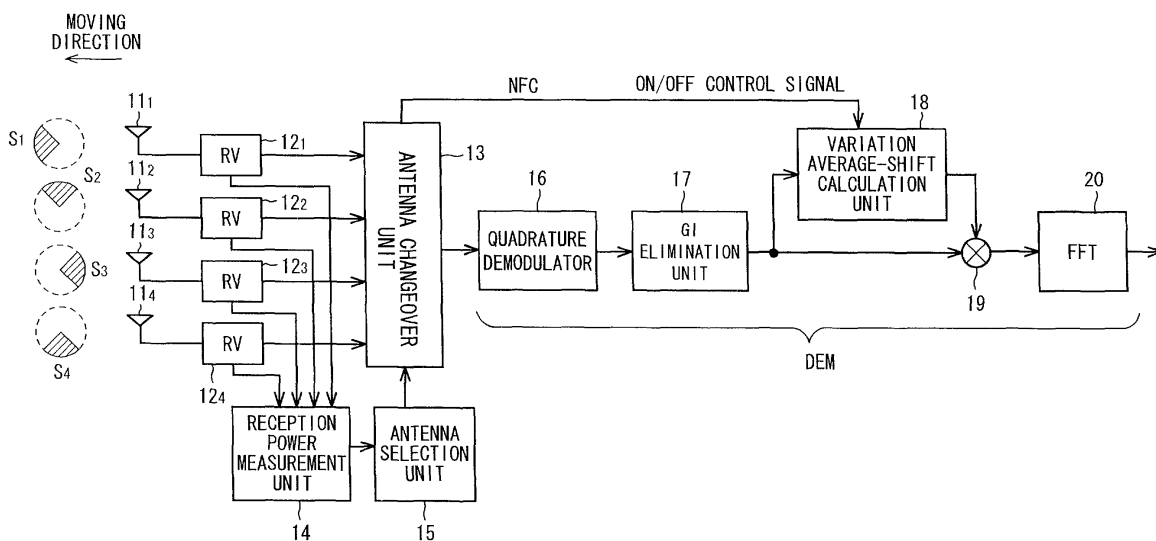 MOVING
DIRECTION
NFC
ON/OFF CONTROL SIGNAL
18
11₁
S₁
RV
12₁
13
VARIATION
AVERAGE-SHIFT
CALCULATION
UNIT
S₂
11₂
RV
12₂
ANTENNA CHANGEOVER
UNIT
16
QUADRATURE
DEMODULATOR
17
GI
ELIMINATION
UNIT
20
FFT
19
11₃
S₃
RV
12₃
11₄
S₄
RV
12₄
DEM
RECEPTION
POWER
MEASUREMENT
UNIT
14
ANTENNA
SELECTION
UNIT
15